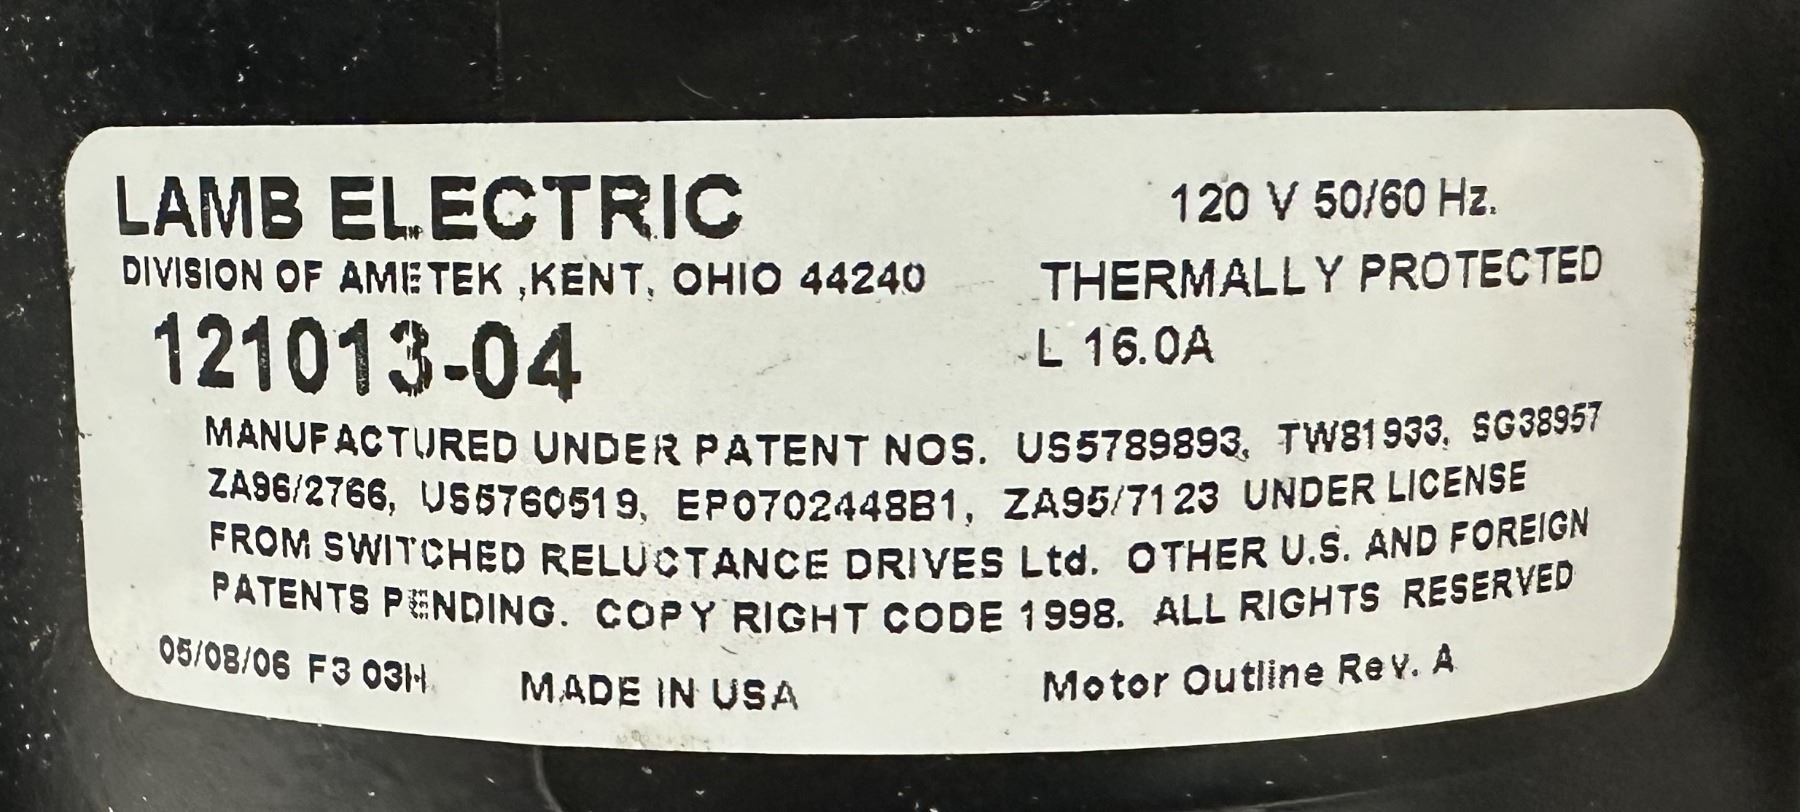 LAMB ELECTRIC
120 V 50/60 Hz.
DIVISION OF AMETEK ,KENT, OHIO 44240
THERMALLY PROTECTED
121013-04
L 16.0A
MANUFACTURED UNDER PATENT NOS. US5789893, TW81933, SG38957
ZA96/2766, US5760519, EP0702448B1, ZA95/7123 UNDER LICENSE
FROM SWITCHED RELUCTANCE DRIVES Ltd. OTHER U.S. AND FOREIGN
PATENTS PENDING. COPY RIGHT CODE 1998. ALL RIGHTS RESERVED
05/08/06 F3 03H
MADE IN USA
Motor Outline Rev. A